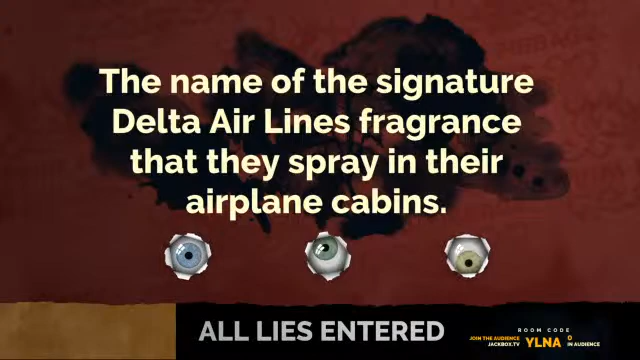 The name of the signature
Delta Air Lines fragrance
that they spray in their
airplane cabins.
ALL LIES ENTERED
ROOM CODE
JOIN THE AUDIENCE
JACKBOX.TV
YLNA
0
IN AUDIENCE